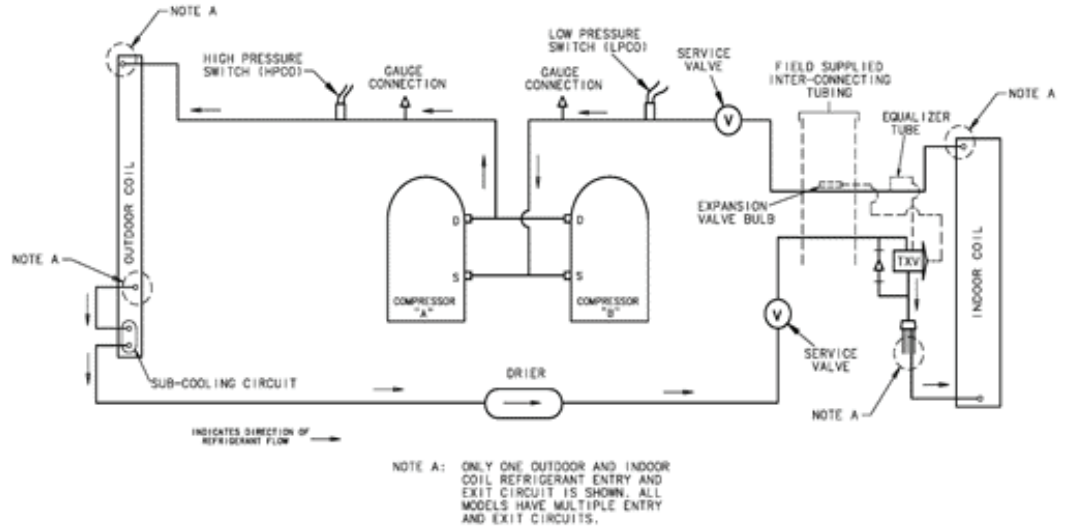 NOTE A
HIGH PRESSURE
SWITCH (HPCO)
GAUGE
CONNECTION
LOW PRESSURE
SWITCH (LPCO)
GAUGE
CONNECTION
SERVICE
VALVE
FIELD SUPPLIED
INTER-CONNECTING
TUBING
EQUALIZER
TUBE
NOTE A
V
OUTDOOR COIL
D
D
S
S
COMPRESSOR
"A"
COMPRESSOR
"B"
EXPANSION
VALVE BULB
TXV
INDOOR COIL
NOTE A
V
SERVICE
VALVE
SUB-COOLING CIRCUIT
DRIER
NOTE A
INDICATES DIRECTION OF
REFRIGERANT FLOW
NOTE A: ONLY ONE OUTDOOR AND INDOOR
COIL REFRIGERANT ENTRY AND
EXIT CIRCUIT IS SHOWN. ALL
MODELS HAVE MULTIPLE ENTRY
AND EXIT CIRCUITS.